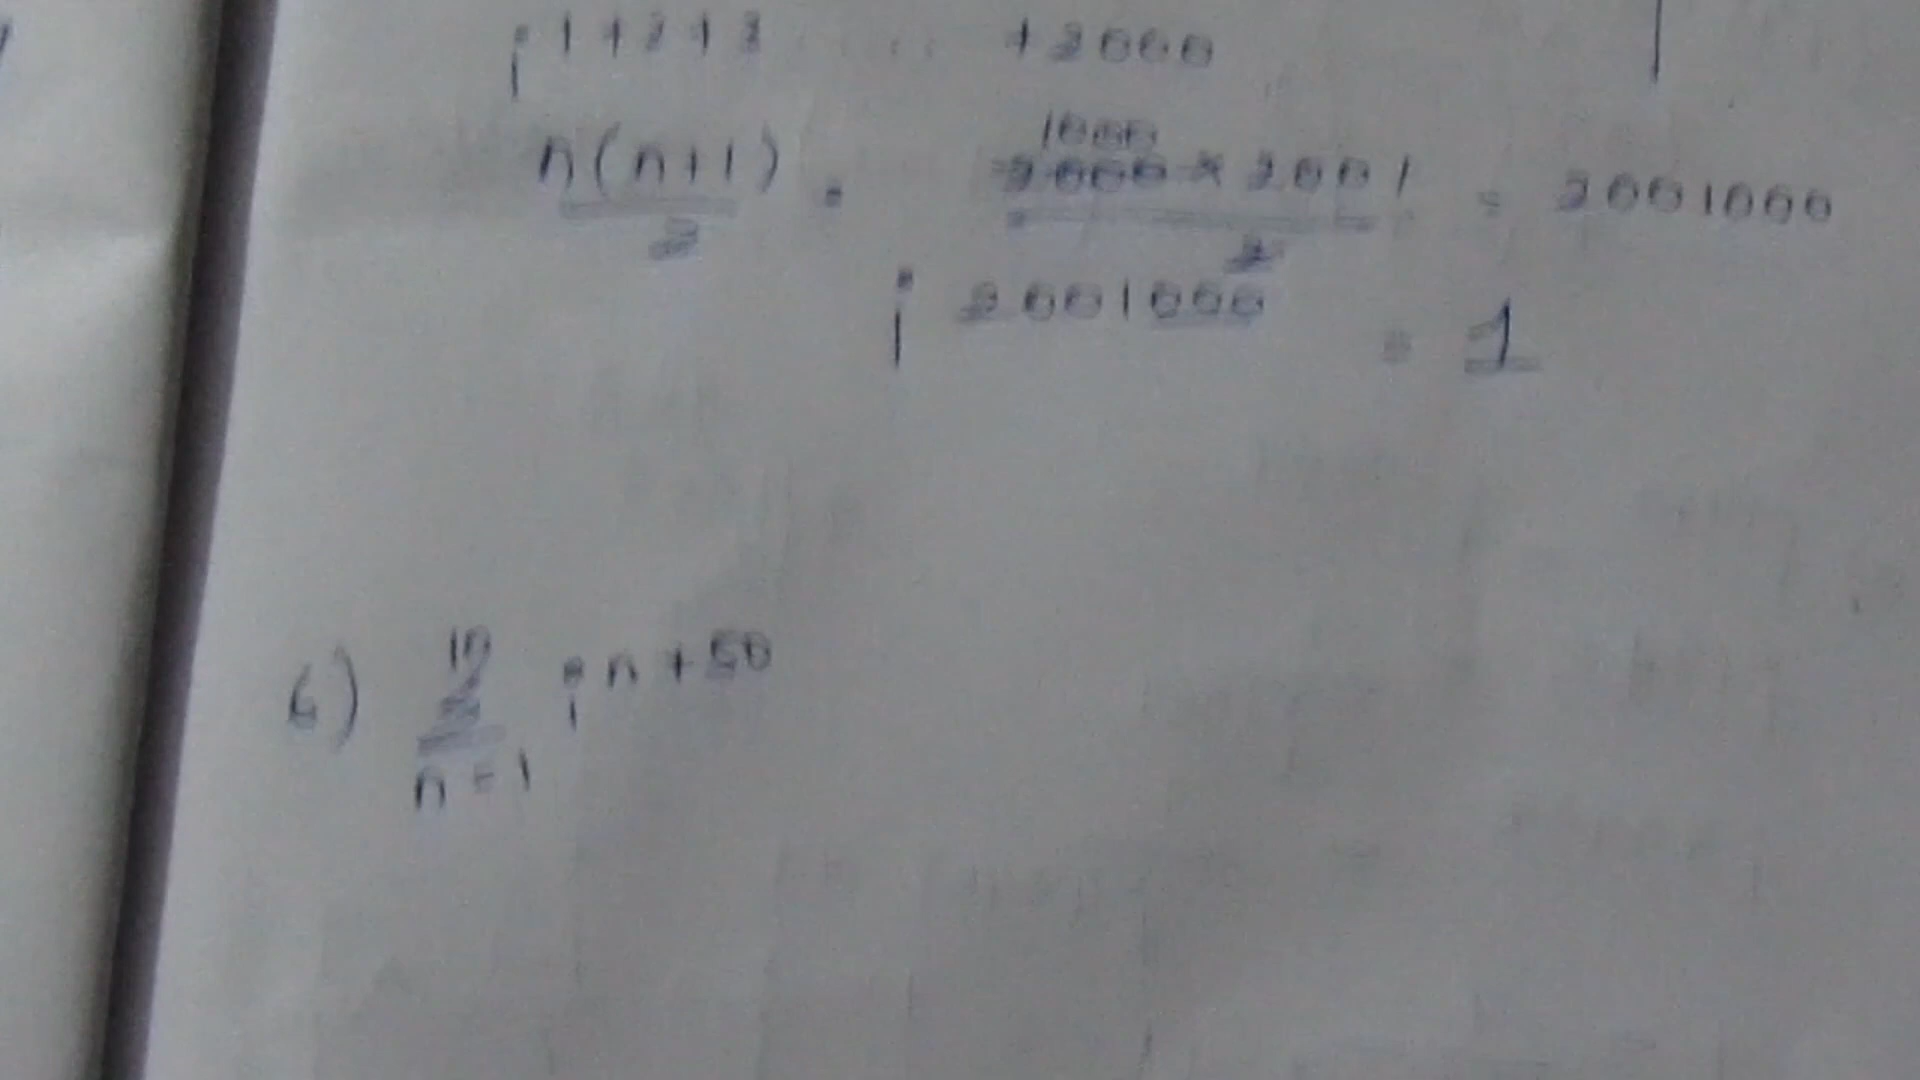 i 1+2+3 ..... +2000
n(n+1)/2 = 1000 2000 × 2001/2 = 2001000
i 2001000 = 1
6) 10 Σ n=1 i n+50